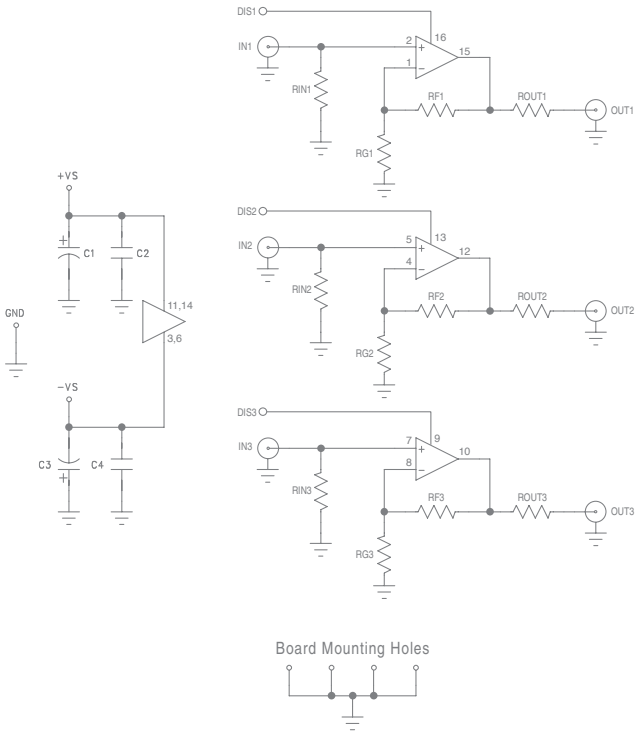 DIS1
16
IN1
2
+
15
1
−
RIN1
RF1
ROUT1
OUT1
RG1
+VS
+
C1
C2
11,14
GND
3,6
−VS
C3
+
C4
DIS2
13
IN2
5
+
12
4
−
RIN2
RF2
ROUT2
OUT2
RG2
DIS3
9
IN3
7
+
10
8
−
RIN3
RF3
ROUT3
OUT3
RG3
Board Mounting Holes